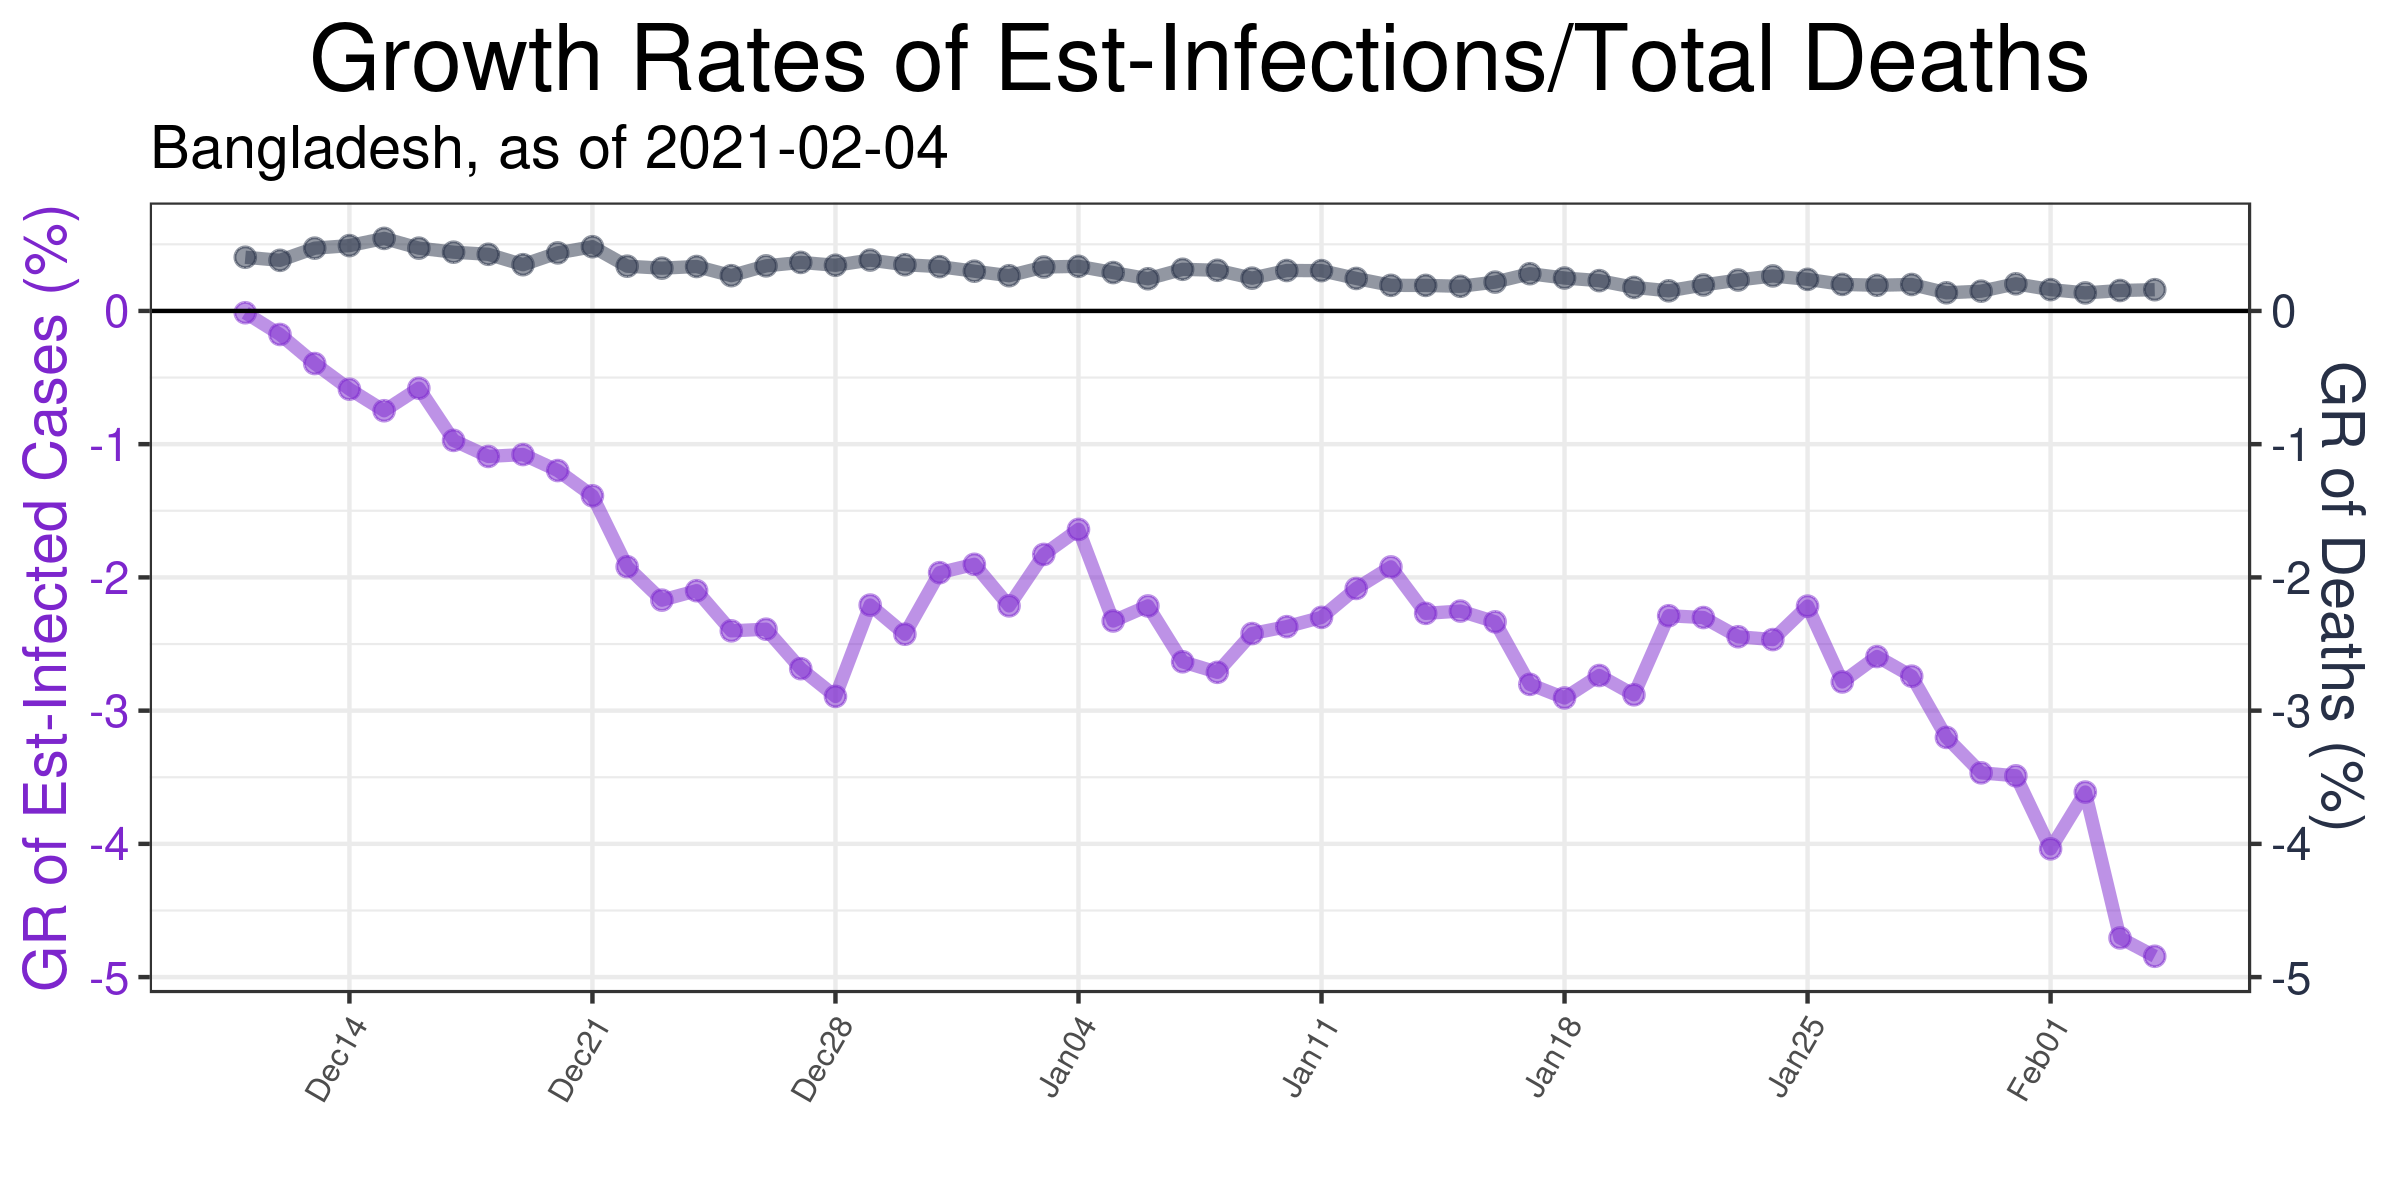 Growth Rates of Est-Infections/Total Deaths
Bangladesh, as of 2021-02-04
GR of Est-Infected Cases (%)
0
-1
-2
-3
-4
-5
0
-1
-2
-3
-4
-5
GR of Deaths (%)
Dec14
Dec21
Dec28
Jan04
Jan11
Jan18
Jan25
Feb01